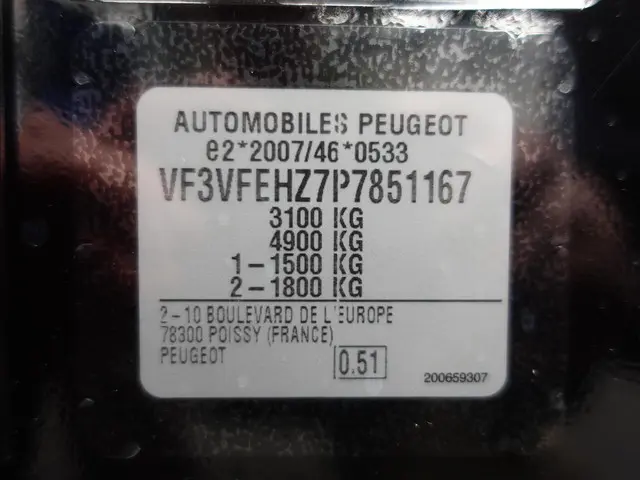 AUTOMOBILES PEUGEOT
e2*2007/46*0533
VF3VFEHZ7P7851167
3100 KG
4900 KG
1-1500 KG
2-1800 KG
2-10 BOULEVARD DE L'EUROPE
78300 POISSY (FRANCE)
PEUGEOT
0.51
200659307